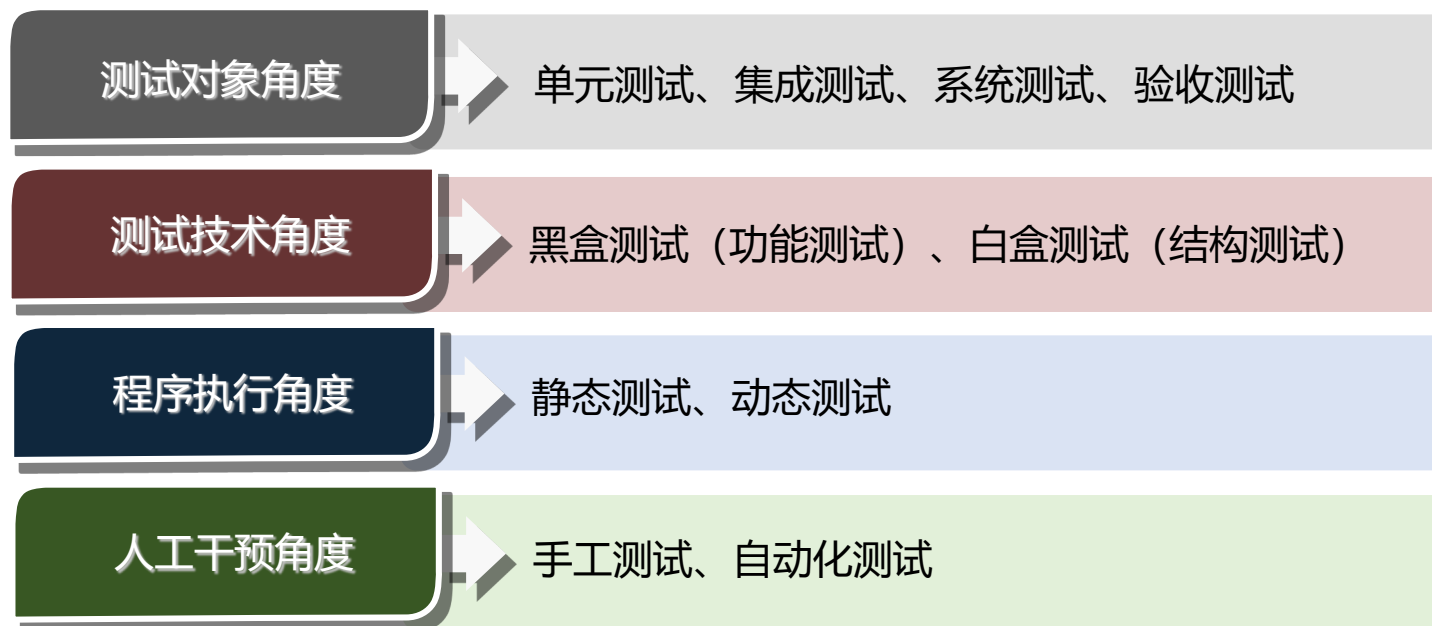 测试对象角度
单元测试、集成测试、系统测试、验收测试
测试技术角度
黑盒测试（功能测试）、白盒测试（结构测试）
程序执行角度
静态测试、动态测试
人工干预角度
手工测试、自动化测试